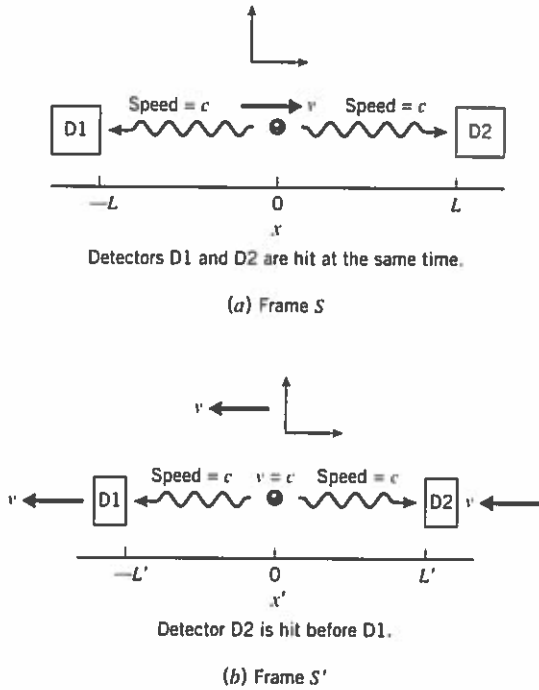 Speed = c v Speed = c
D1 D2
—L 0 L
x
Detectors D1 and D2 are hit at the same time.
(a) Frame S
v
Speed = c v = c Speed = c
v D1 D2 v
—L' 0 L'
x'
Detector D2 is hit before D1.
(b) Frame S'